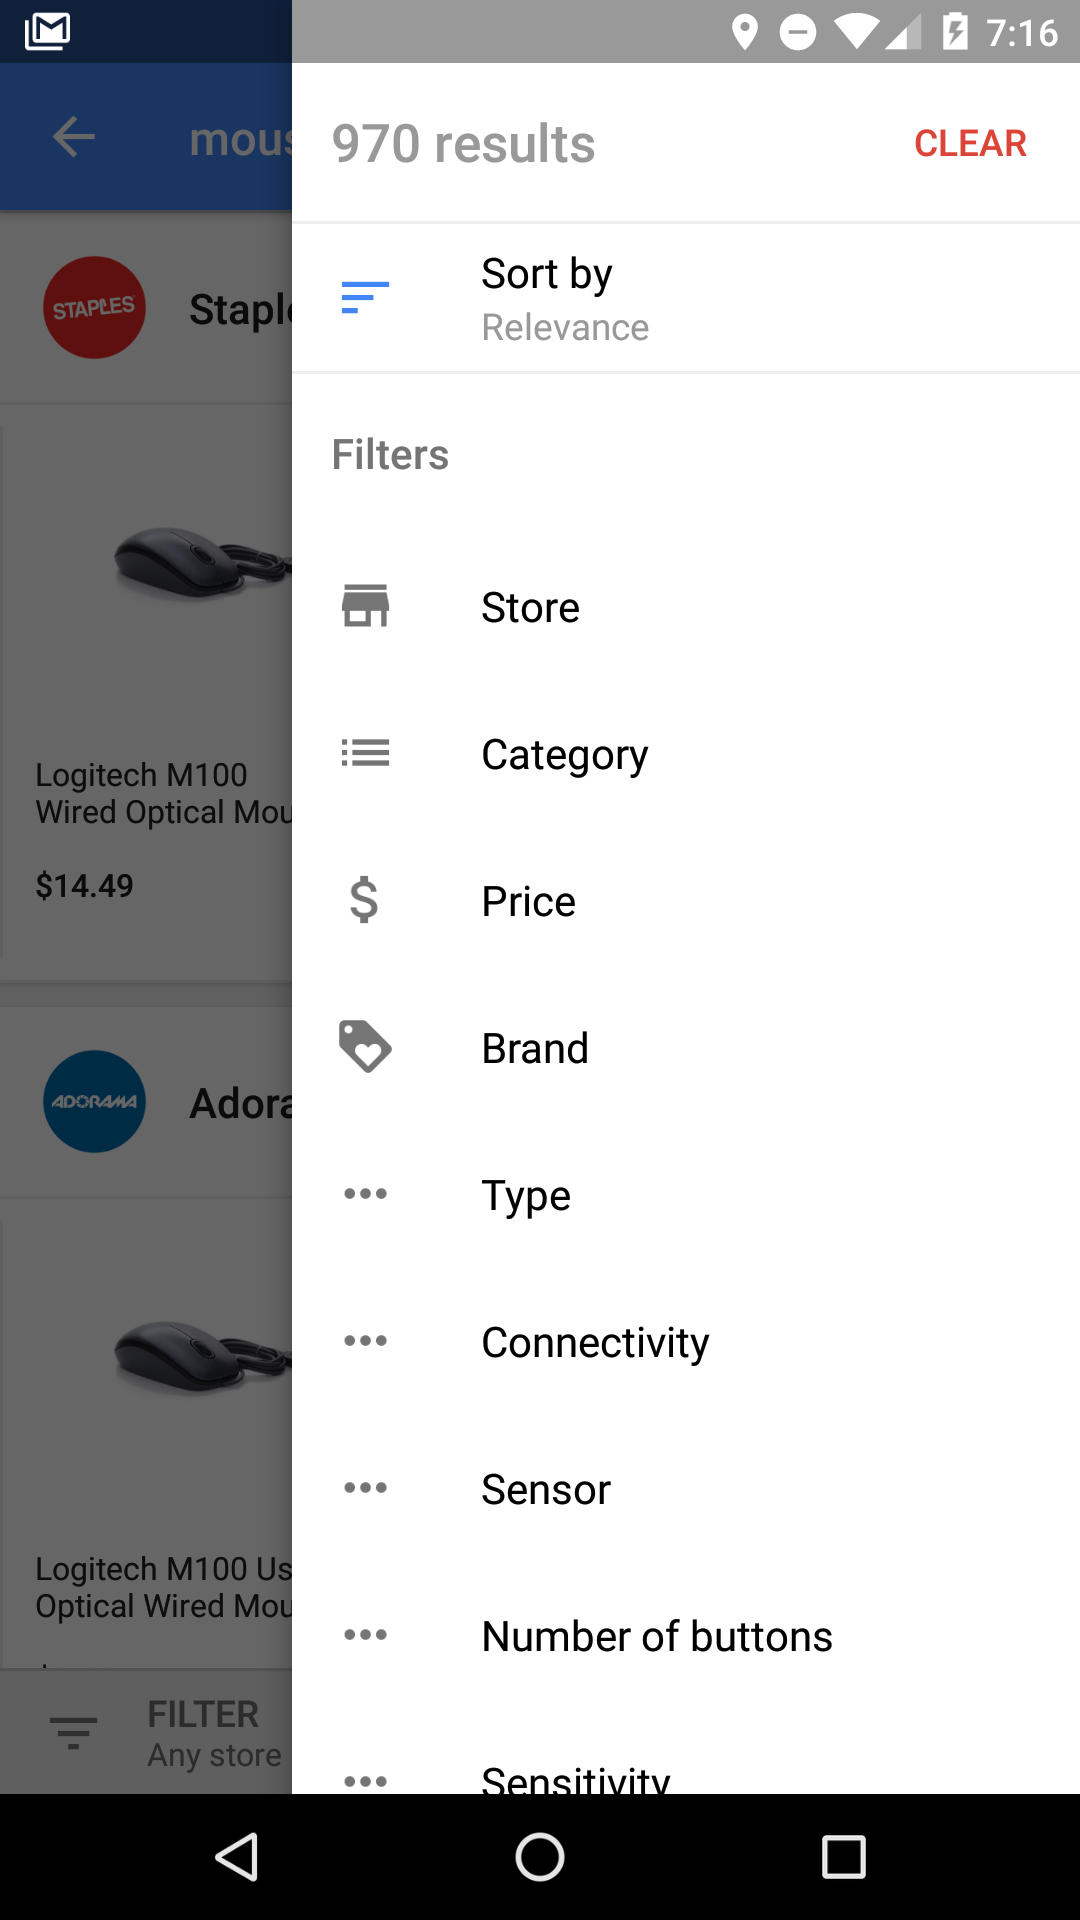 7:16
mous
970 results
CLEAR
STAPLES
Staple
Sort by
Relevance
Filters
Store
Category
Logitech M100
Wired Optical Mou
$14.49
Price
Brand
ADORAMA
Adora
Type
Connectivity
Sensor
Logitech M100 Us
Optical Wired Mou
Number of buttons
FILTER
Any store
Sensitivity